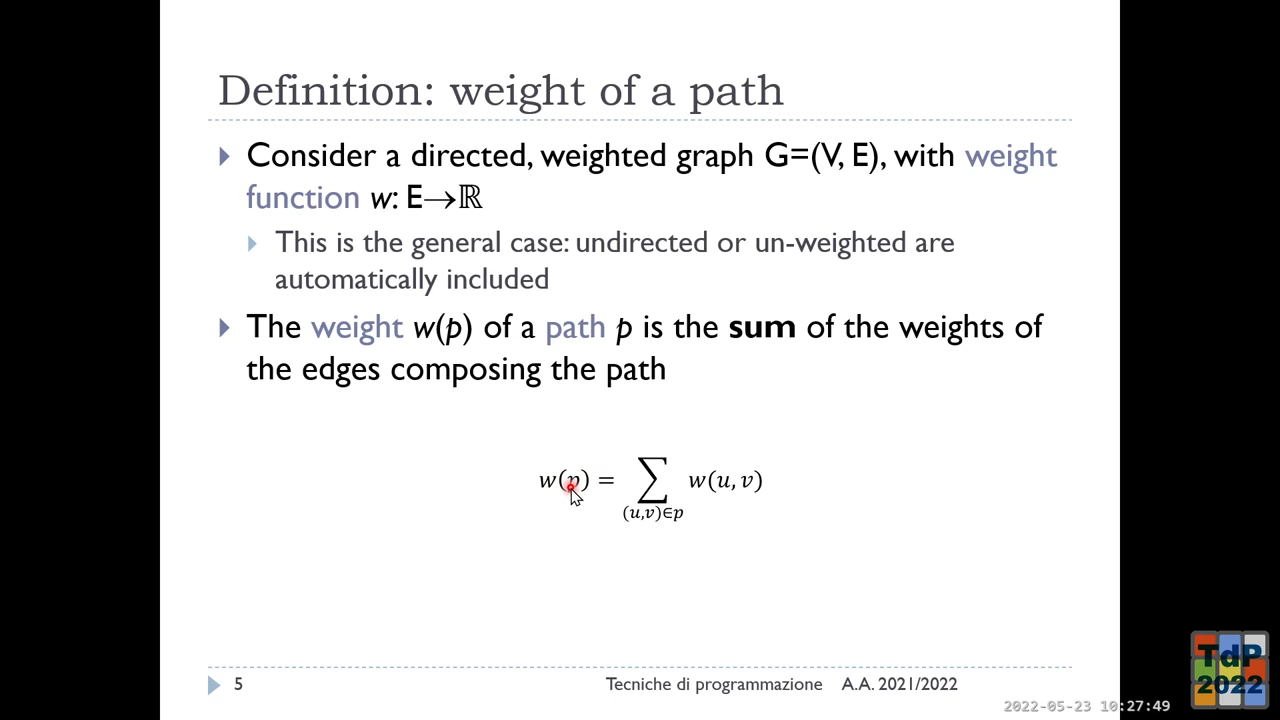 Definition: weight of a path
Consider a directed, weighted graph G=(V, E), with weight
function w: E→ℝ
This is the general case: undirected or un-weighted are
automatically included
The weight w(p) of a path p is the sum of the weights of
the edges composing the path
w(p) = ∑ w(u, v)
(u,v)∈p
5
Tecniche di programmazione A.A. 2021/2022
TdP
2022
2022-05-23 10:27:49